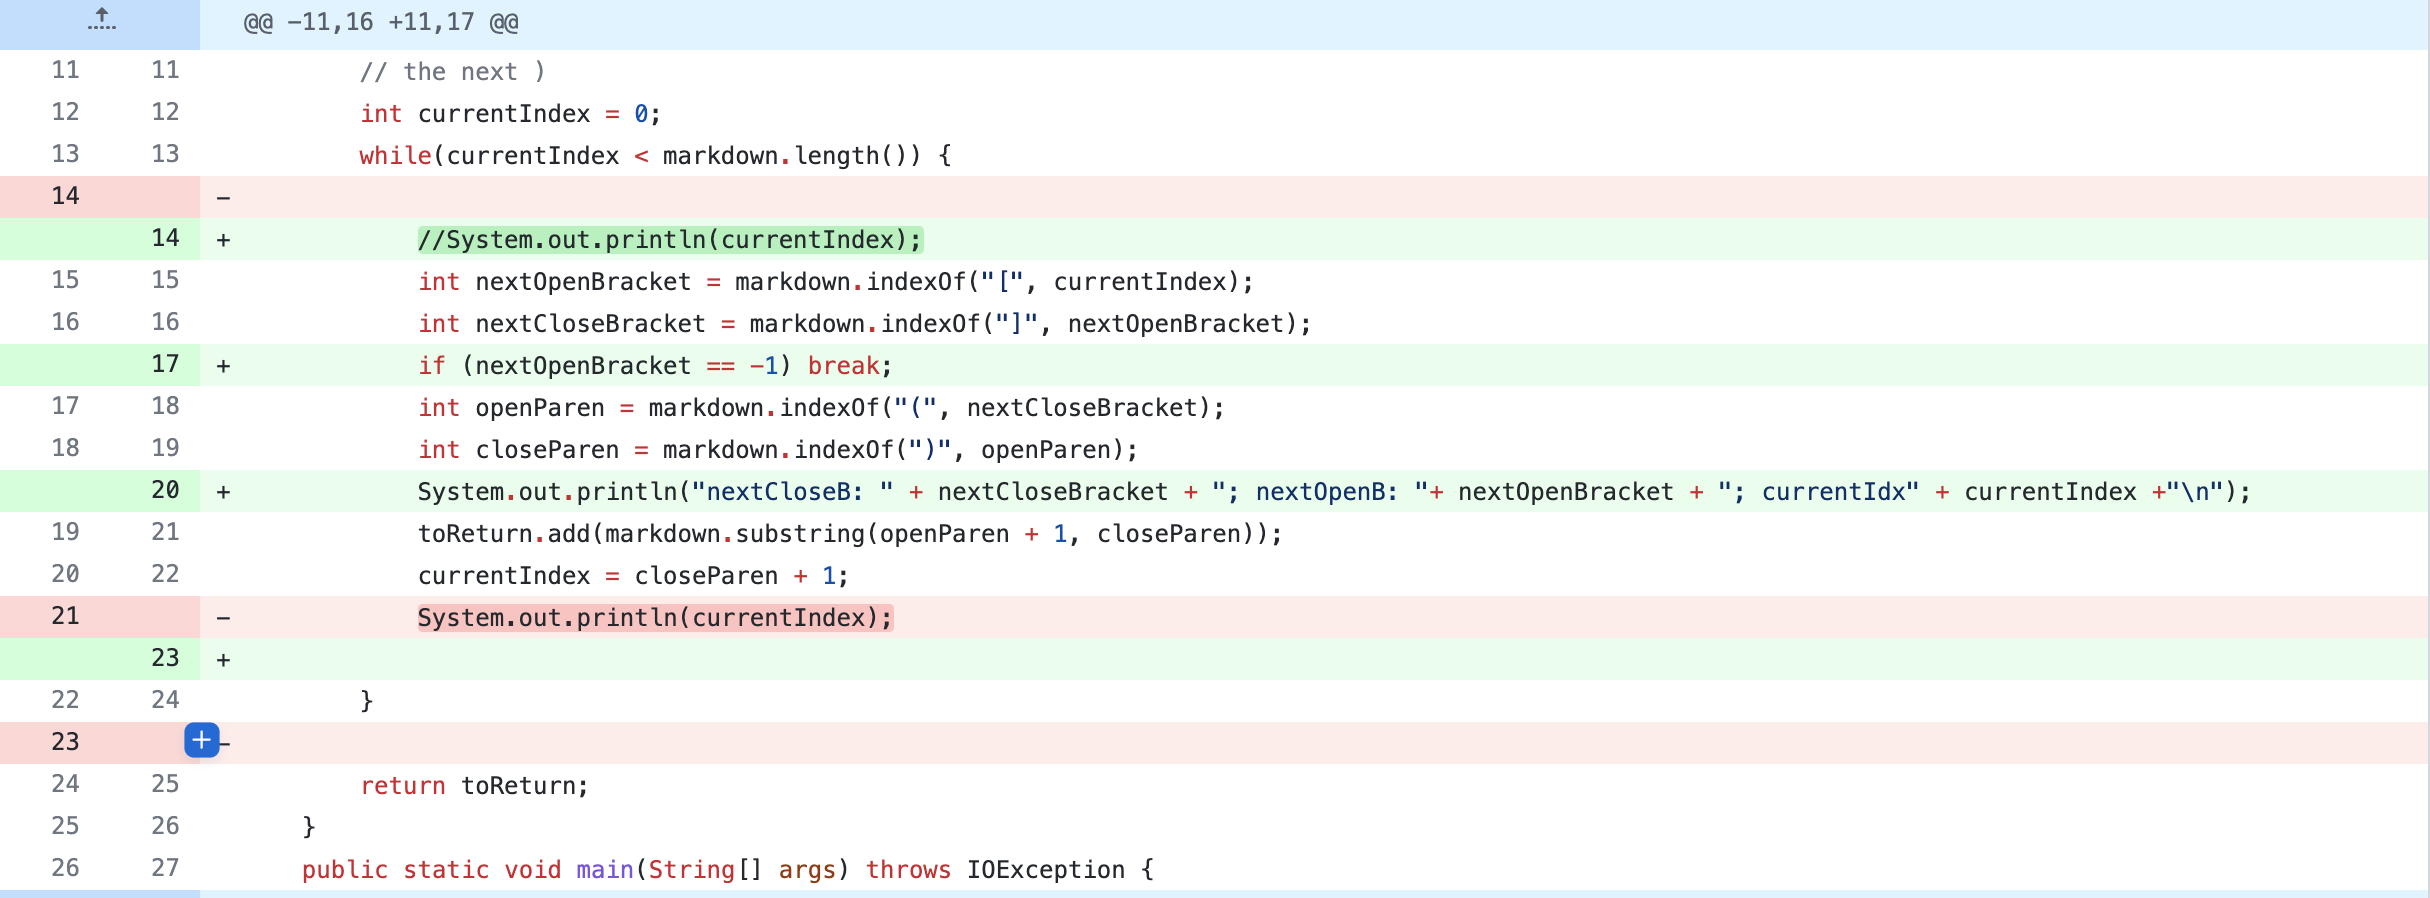 @@ -11,16 +11,17 @@
11 11 // the next )
12 12 int currentIndex = 0;
13 13 while(currentIndex < markdown.length()) {
14 -
14 + //System.out.println(currentIndex);
15 15 int nextOpenBracket = markdown.indexOf("[", currentIndex);
16 16 int nextCloseBracket = markdown.indexOf("]", nextOpenBracket);
17 + if (nextOpenBracket == -1) break;
17 18 int openParen = markdown.indexOf("(", nextCloseBracket);
18 19 int closeParen = markdown.indexOf(")", openParen);
20 + System.out.println("nextCloseB: " + nextCloseBracket + "; nextOpenB: "+ nextOpenBracket + "; currentIdx" + currentIndex +"\n");
19 21 toReturn.add(markdown.substring(openParen + 1, closeParen));
20 22 currentIndex = closeParen + 1;
21 - System.out.println(currentIndex);
23 +
22 24 }
23 + -
24 25 return toReturn;
25 26 }
26 27 public static void main(String[] args) throws IOException {